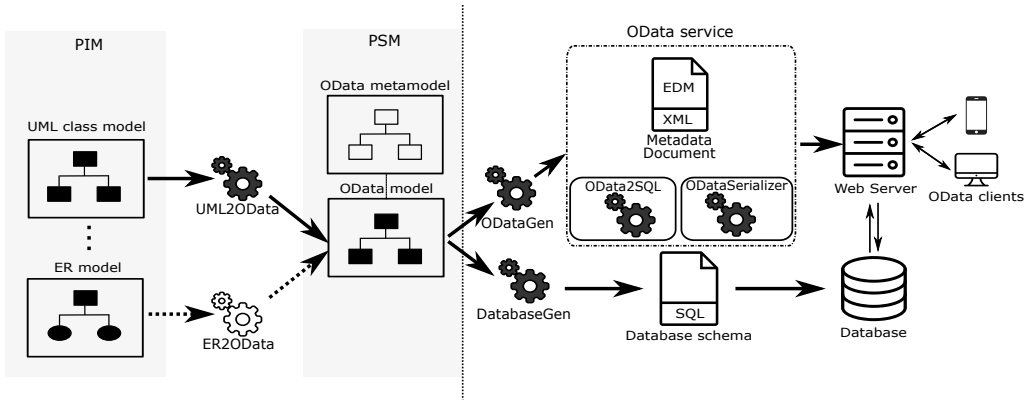 PIM
PSM
OData service
OData metamodel
EDM
XML
Metadata
Document
UML class model
UML2OData
OData model
ODataGen
OData2SQL
ODataSerializer
Web Server
OData clients
ER model
ER2OData
DatabaseGen
SQL
Database schema
Database